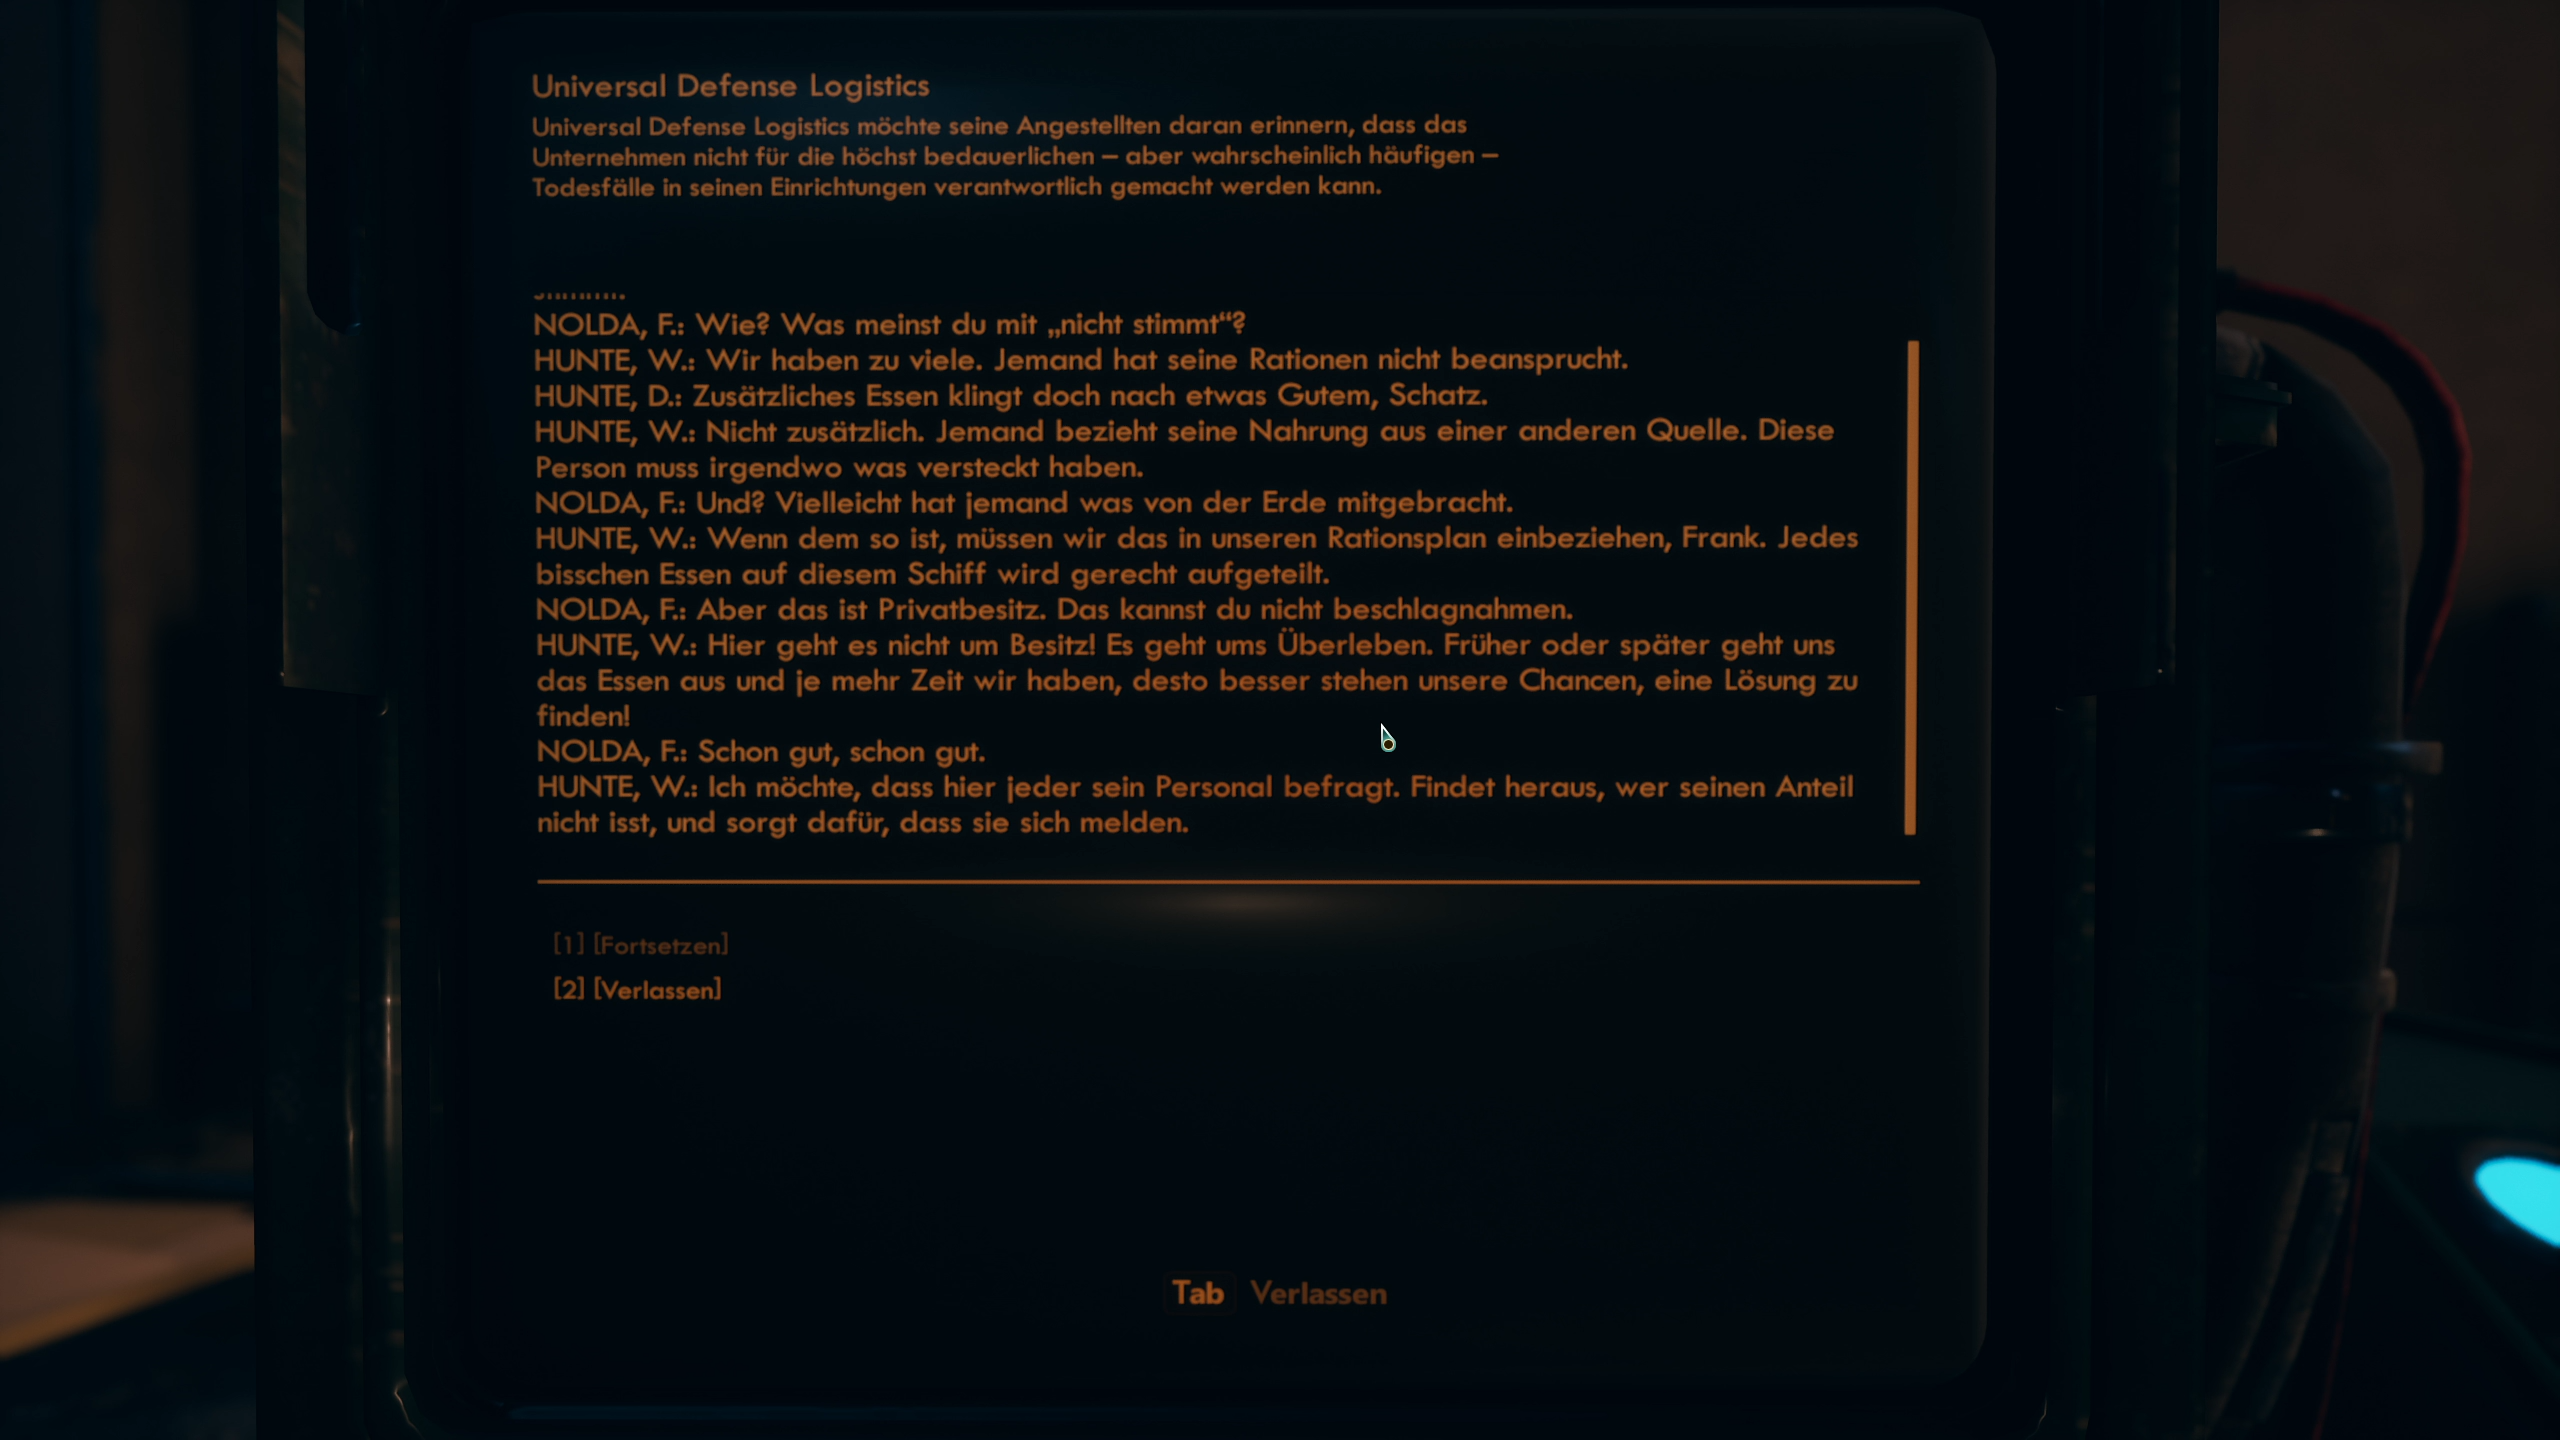 Universal Defense Logistics
Universal Defense Logistics möchte seine Angestellten daran erinnern, dass das
Unternehmen nicht für die höchst bedauerlichen – aber wahrscheinlich häufigen –
Todesfälle in seinen Einrichtungen verantwortlich gemacht werden kann.
NOLDA, F.: Wie? Was meinst du mit „nicht stimmt“?
HUNTE, W.: Wir haben zu viele. Jemand hat seine Rationen nicht beansprucht.
HUNTE, D.: Zusätzliches Essen klingt doch nach etwas Gutem, Schatz.
HUNTE, W.: Nicht zusätzlich. Jemand bezieht seine Nahrung aus einer anderen Quelle. Diese
Person muss irgendwo was versteckt haben.
NOLDA, F.: Und? Vielleicht hat jemand was von der Erde mitgebracht.
HUNTE, W.: Wenn dem so ist, müssen wir das in unseren Rationsplan einbeziehen, Frank. Jedes
bisschen Essen auf diesem Schiff wird gerecht aufgeteilt.
NOLDA, F.: Aber das ist Privatbesitz. Das kannst du nicht beschlagnahmen.
HUNTE, W.: Hier geht es nicht um Besitz! Es geht ums Überleben. Früher oder später geht uns
das Essen aus und je mehr Zeit wir haben, desto besser stehen unsere Chancen, eine Lösung zu
finden!
NOLDA, F.: Schon gut, schon gut.
HUNTE, W.: Ich möchte, dass hier jeder sein Personal befragt. Findet heraus, wer seinen Anteil
nicht isst, und sorgt dafür, dass sie sich melden.
[1] [Fortsetzen]
[2] [Verlassen]
Tab Verlassen